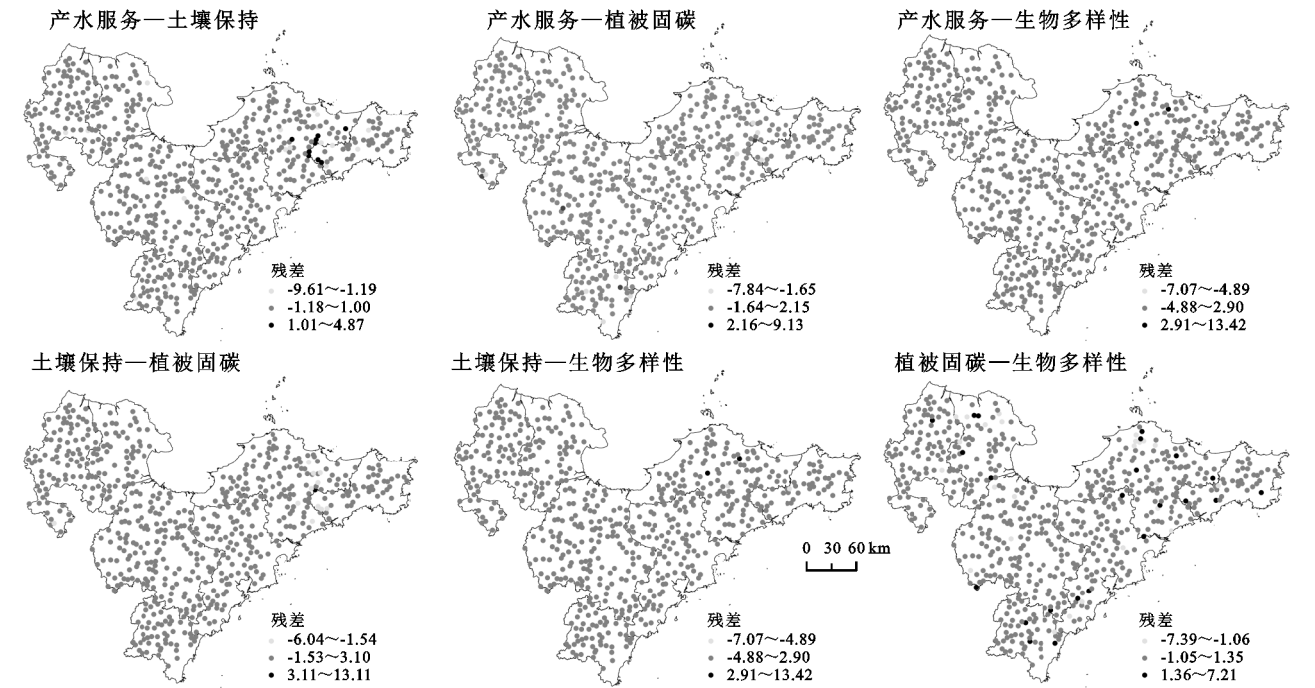 产水服务—土壤保持
产水服务—植被固碳
产水服务—生物多样性
残差
-9.61～-1.19
-1.18～1.00
1.01～4.87
残差
-7.84～-1.65
-1.64～2.15
2.16～9.13
残差
-7.07～-4.89
-4.88～2.90
2.91～13.42
土壤保持—植被固碳
土壤保持—生物多样性
植被固碳—生物多样性
0 30 60 km
残差
-6.04～-1.54
-1.53～3.10
3.11～13.11
残差
-7.07～-4.89
-4.88～2.90
2.91～13.42
残差
-7.39～-1.06
-1.05～1.35
1.36～7.21